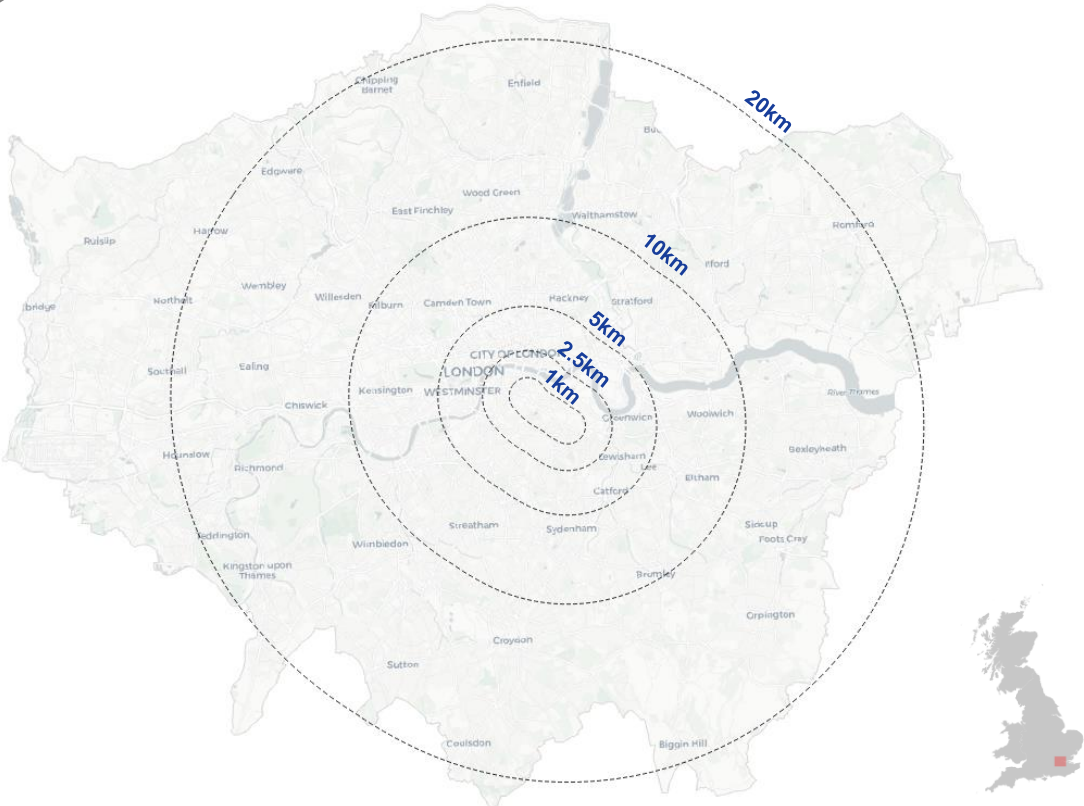 Chipping
Barnet
Enfield
20km
Edgware
Wood Green
East Finchley
Walthamstow
Romford
Ruislip
Harrow
10km
Wembley
Willesden
Kilburn
Camden Town
Hackney
Stratford
Northolt
bridge
5km
CITY OF LONDON
2.5km
LONDON
Southall
Ealing
Kensington
WESTMINSTER
1km
River Thames
Chiswick
Greenwich
Woolwich
Hounslow
Richmond
Lewisham
Lee
Bexleyheath
Eltham
Catford
Streatham
Sydenham
Sidcup
Foots Cray
Teddington
Wimbledon
Kingston upon
Thames
Bromley
Orpington
Croydon
Sutton
Coulsdon
Biggin Hill